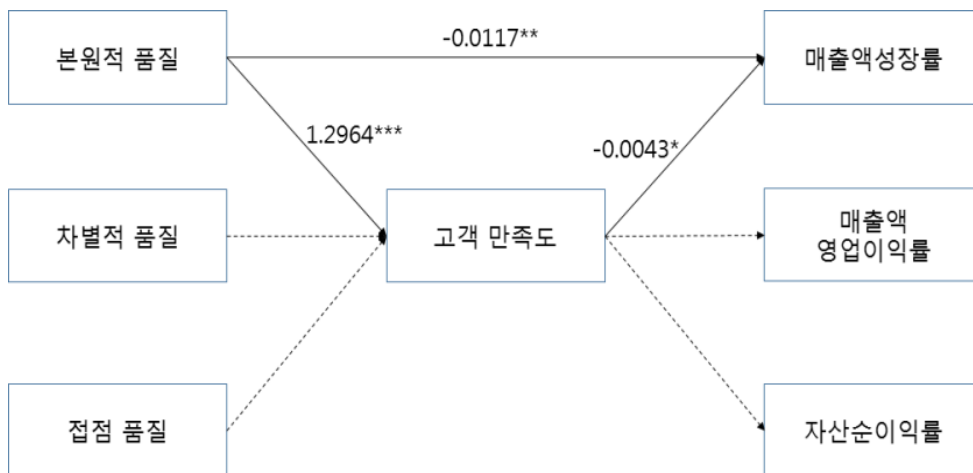 -0.0117**
본원적 품질
매출액성장률
1.2964***
-0.0043*
차별적 품질
고객 만족도
매출액
영업이익률
접점 품질
자산순이익률